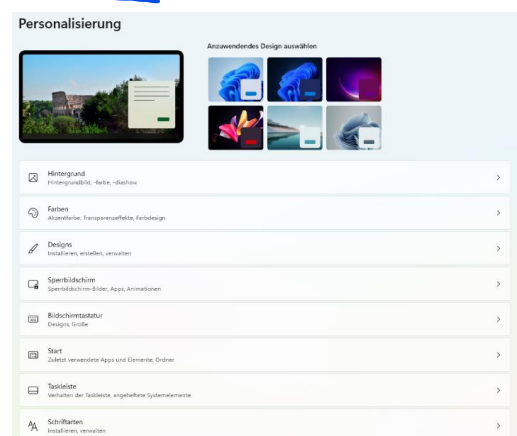 Personalisierung
Anzuwendendes Design auswählen
Hintergrund
Hintergrundbild, -farbe, -diashow
Farben
Akzentfarbe, Transparenzeffekte, Farbdesign
Designs
Installieren, erstellen, verwalten
Sperrbildschirm
Sperrbildschirm-Bilder, Apps, Animationen
Bildschirmtastatur
Designs, Größe
Start
Zuletzt verwendete Apps und Elemente, Ordner
Taskleiste
Verhalten der Taskleiste, angeheftete Systemelemente
Schriftarten
Installieren, verwalten